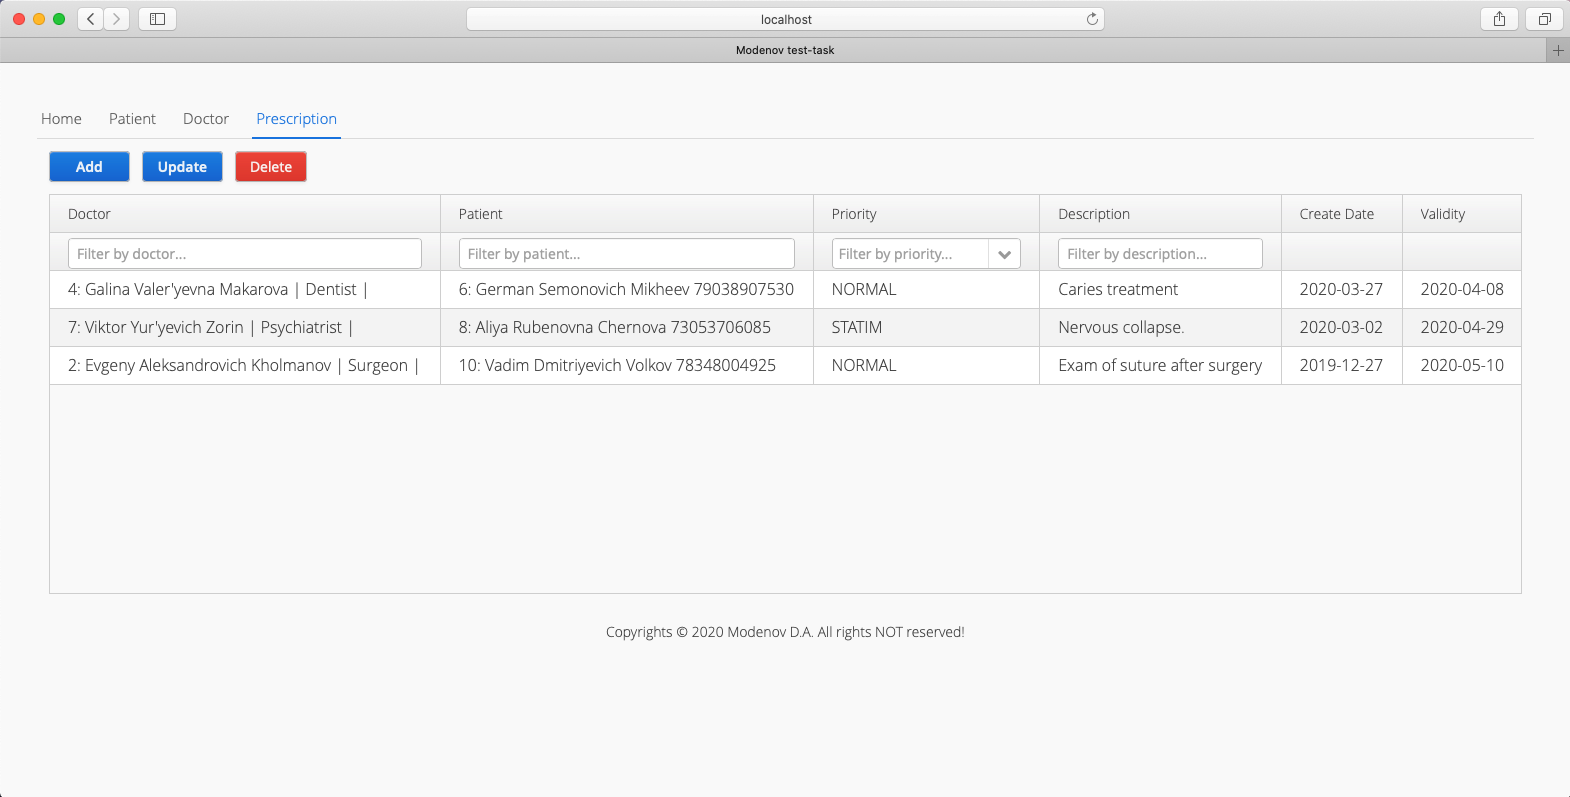 localhost
Modenov test-task
Home Patient Doctor Prescription
Add Update Delete
Doctor Patient Priority Description Create Date Validity
Filter by doctor... Filter by patient... Filter by priority... Filter by description...
4: Galina Valer'yevna Makarova | Dentist | 6: German Semonovich Mikheev 79038907530 NORMAL Caries treatment 2020-03-27 2020-04-08
7: Viktor Yur'yevich Zorin | Psychiatrist | 8: Aliya Rubenovna Chernova 73053706085 STATIM Nervous collapse. 2020-03-02 2020-04-29
2: Evgeny Aleksandrovich Kholmanov | Surgeon | 10: Vadim Dmitriyevich Volkov 78348004925 NORMAL Exam of suture after surgery 2019-12-27 2020-05-10
Copyrights © 2020 Modenov D.A. All rights NOT reserved!